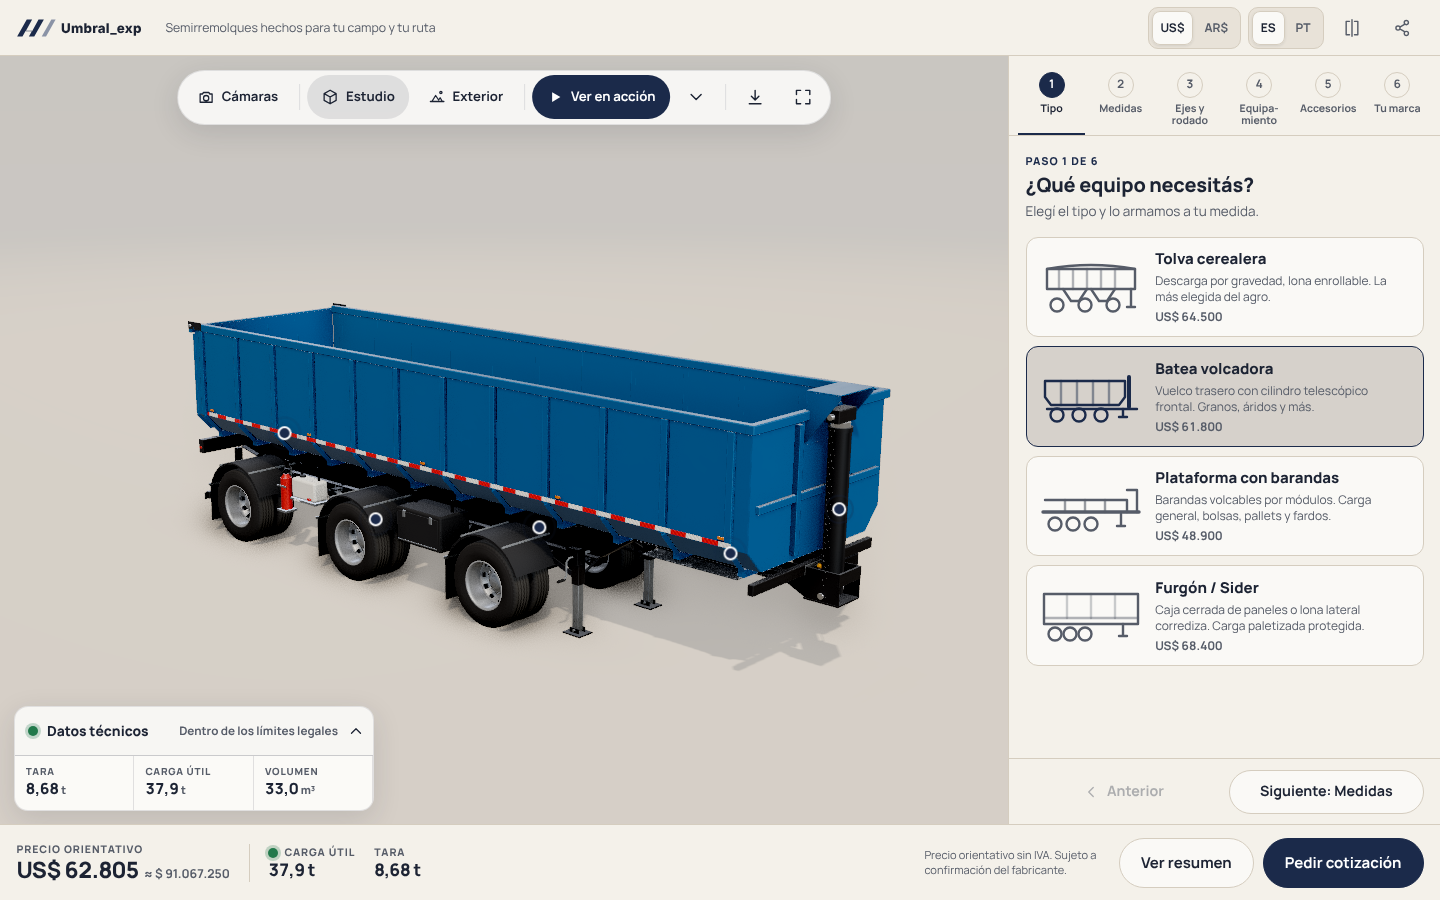 Umbral_exp
Semirremolques hechos para tu campo y tu ruta
US$ AR$
ES PT
Cámaras
Estudio
Exterior
Ver en acción
1 2 3 4 5 6
Tipo
Medidas
Ejes y
rodado
Equipa-
miento
Accesorios
Tu marca
PASO 1 DE 6
¿Qué equipo necesitás?
Elegí el tipo y lo armamos a tu medida.
Tolva cerealera
Descarga por gravedad, lona enrollable. La
más elegida del agro.
US$ 64.500
Batea volcadora
Vuelco trasero con cilindro telescópico
frontal. Granos, áridos y más.
US$ 61.800
Plataforma con barandas
Barandas volcables por módulos. Carga
general, bolsas, pallets y fardos.
US$ 48.900
Furgón / Sider
Caja cerrada de paneles o lona lateral
corrediza. Carga paletizada protegida.
US$ 68.400
Anterior
Siguiente: Medidas
Datos técnicos
Dentro de los límites legales
TARA
8,68 t
CARGA ÚTIL
37,9 t
VOLUMEN
33,0 m³
PRECIO ORIENTATIVO
US$ 62.805 ≈ $ 91.067.250
CARGA ÚTIL
37,9 t
TARA
8,68 t
Precio orientativo sin IVA. Sujeto a
confirmación del fabricante.
Ver resumen
Pedir cotización